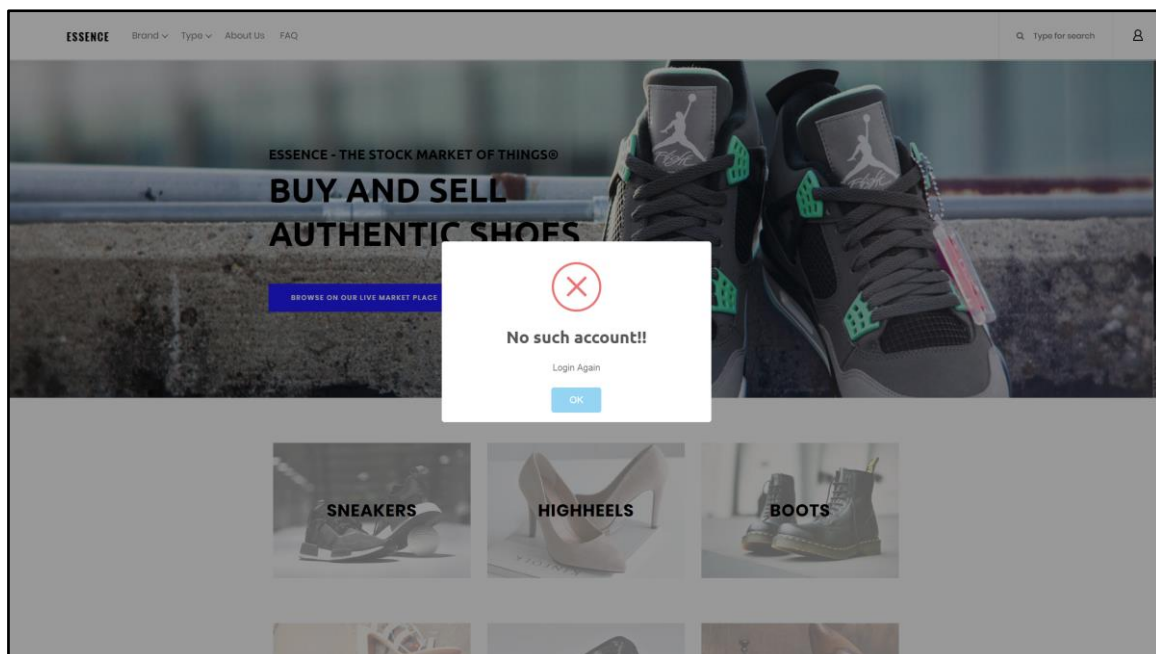 ESSENCE Brand Type About Us FAQ Type for search
ESSENCE - THE STOCK MARKET OF THINGS®
BUY AND SELL
AUTHENTIC SHOES
BROWSE ON OUR LIVE MARKET PLACE
Flight
No such account!!
Login Again
OK
SNEAKERS HIGHHEELS BOOTS